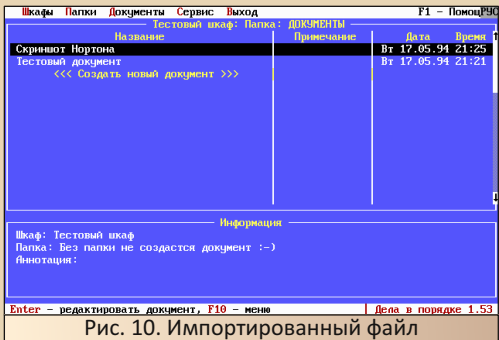 Шкафы Папки Документы Сервис Выход F1 - Помощ РУС
Тестовый шкаф: Папка: ДОКУМЕНТЫ
Название Примечание Дата Время
Скриншот Нортона Вт 17.05.94 21:25
Тестовый документ Вт 17.05.94 21:21
<<< Создать новый документ >>>
Информация
Шкаф: Тестовый шкаф
Папка: Без папки не создастся документ :-)
Аннотация:
Enter - редактировать документ, F10 - меню Дела в порядке 1.53
Рис. 10. Импортированный файл